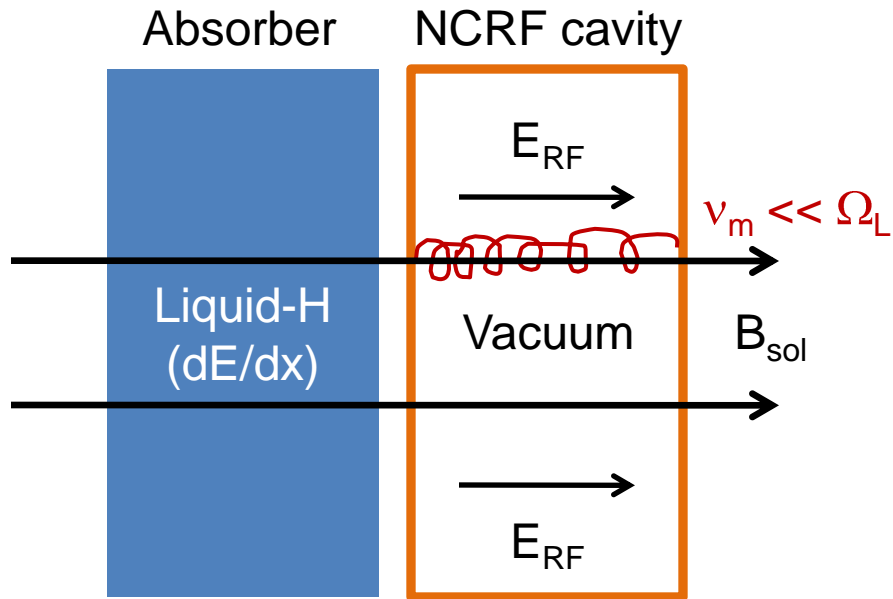 Absorber
NCRF cavity
E_RF
ν_m << Ω_L
Liquid-H
(dE/dx)
Vacuum
B_sol
E_RF